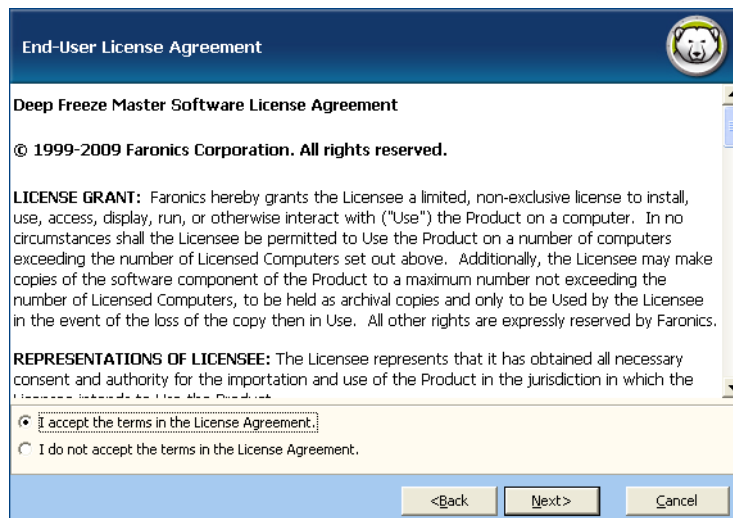 End-User License Agreement
Deep Freeze Master Software License Agreement
© 1999-2009 Faronics Corporation. All rights reserved.
LICENSE GRANT: Faronics hereby grants the Licensee a limited, non-exclusive license to install,
use, access, display, run, or otherwise interact with ("Use") the Product on a computer. In no
circumstances shall the Licensee be permitted to Use the Product on a number of computers
exceeding the number of Licensed Computers set out above. Additionally, the Licensee may make
copies of the software component of the Product to a maximum number not exceeding the
number of Licensed Computers, to be held as archival copies and only to be Used by the Licensee
in the event of the loss of the copy then in Use. All other rights are expressly reserved by Faronics.
REPRESENTATIONS OF LICENSEE: The Licensee represents that it has obtained all necessary
consent and authority for the importation and use of the Product in the jurisdiction in which the
Licensee intends to Use the Product
I accept the terms in the License Agreement.
I do not accept the terms in the License Agreement.
<Back Next> Cancel